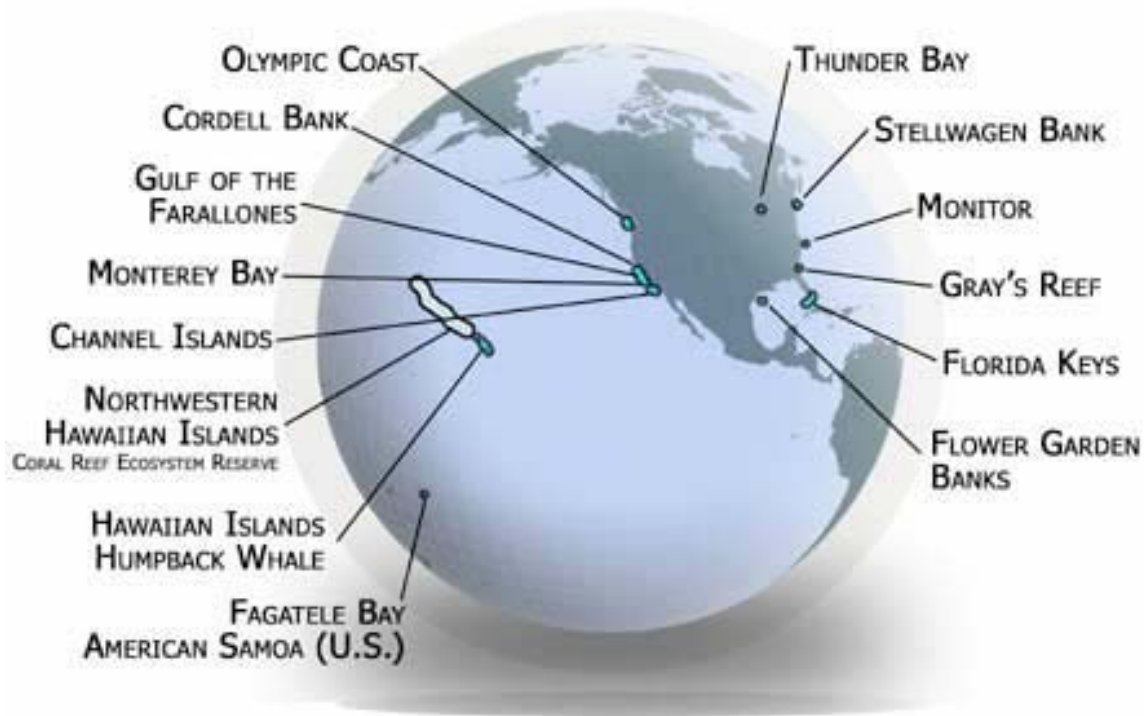 Olympic Coast
Cordell Bank
Gulf of the
Farallones
Monterey Bay
Channel Islands
Northwestern
Hawaiian Islands
Coral Reef Ecosystem Reserve
Hawaiian Islands
Humpback Whale
Fagatele Bay
American Samoa (U.S.)
Thunder Bay
Stellwagen Bank
Monitor
Gray's Reef
Florida Keys
Flower Garden
Banks